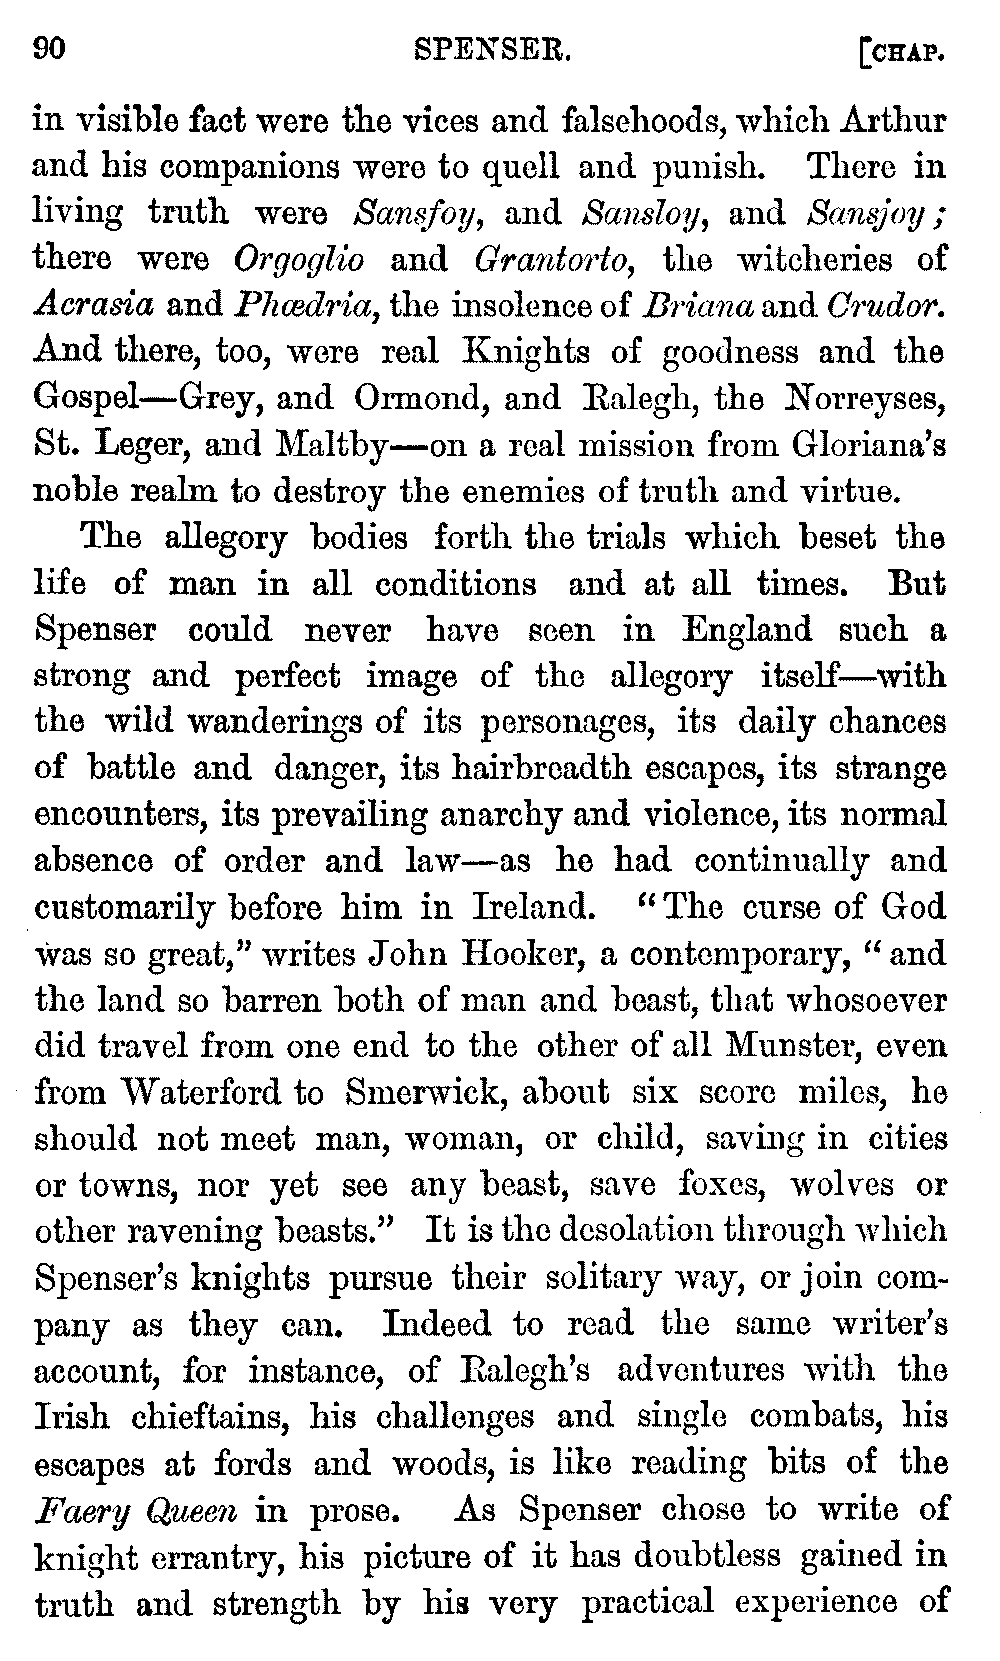 90 SPENSER. [CHAP.
in visible fact were the vices and falsehoods, which Arthur
and his companions were to quell and punish. There in
living truth were Sansfoy, and Sansloy, and Sansjoy;
there were Orgoglio and Grantorto, the witcheries of
Acrasia and Phœdria, the insolence of Briana and Crudor.
And there, too, were real Knights of goodness and the
Gospel—Grey, and Ormond, and Ralegh, the Norreyses,
St. Leger, and Maltby—on a real mission from Gloriana's
noble realm to destroy the enemies of truth and virtue.
The allegory bodies forth the trials which beset the
life of man in all conditions and at all times. But
Spenser could never have seen in England such a
strong and perfect image of the allegory itself—with
the wild wanderings of its personages, its daily chances
of battle and danger, its hairbreadth escapes, its strange
encounters, its prevailing anarchy and violence, its normal
absence of order and law—as he had continually and
customarily before him in Ireland. "The curse of God
was so great," writes John Hooker, a contemporary, "and
the land so barren both of man and beast, that whosoever
did travel from one end to the other of all Munster, even
from Waterford to Smerwick, about six score miles, he
should not meet man, woman, or child, saving in cities
or towns, nor yet see any beast, save foxes, wolves or
other ravening beasts." It is the desolation through which
Spenser's knights pursue their solitary way, or join com-
pany as they can. Indeed to read the same writer's
account, for instance, of Ralegh's adventures with the
Irish chieftains, his challenges and single combats, his
escapes at fords and woods, is like reading bits of the
Faery Queen in prose. As Spenser chose to write of
knight errantry, his picture of it has doubtless gained in
truth and strength by his very practical experience of